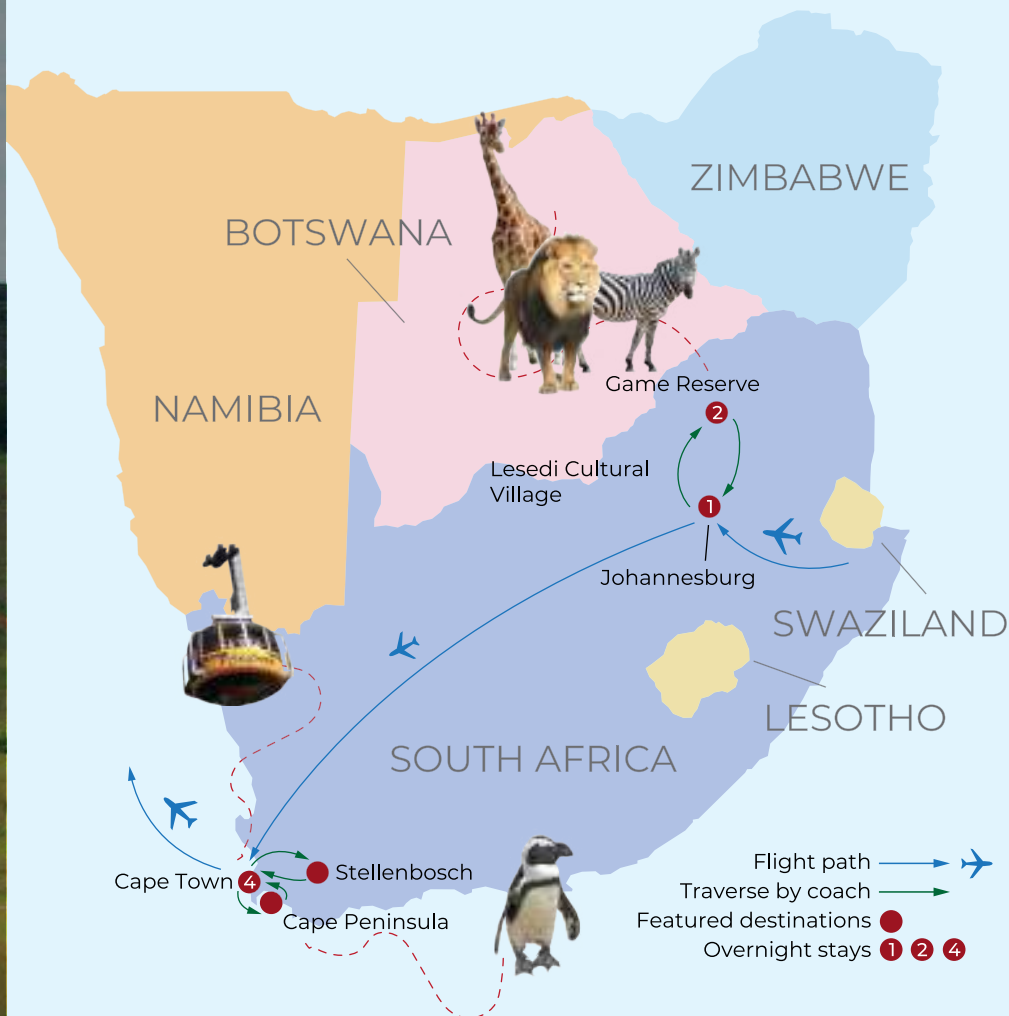 ZIMBABWE
BOTSWANA
NAMIBIA
Game Reserve
2
Lesedi Cultural
Village
1
Johannesburg
SWAZILAND
LESOTHO
SOUTH AFRICA
Stellenbosch
Cape Town 4
Cape Peninsula
Flight path
Traverse by coach
Featured destinations
Overnight stays 1 2 4